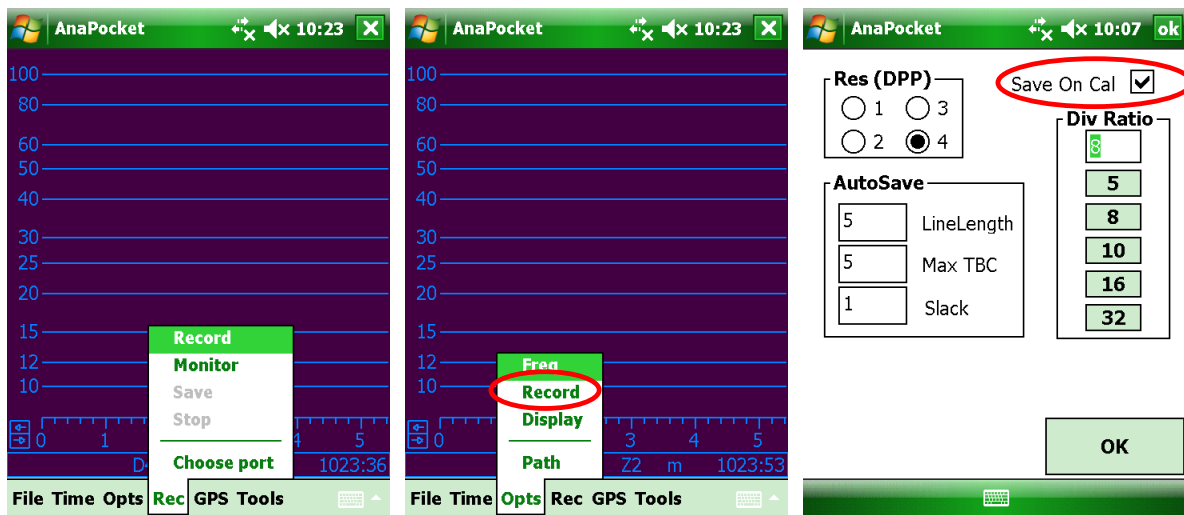 AnaPocket 10:23
100
80
60
50
40
30
25
20
15
12
10
Record
Monitor
Save
Stop
Choose port
0 1 4 5
1023:36
File Time Opts Rec GPS Tools
AnaPocket 10:23
100
80
60
50
40
30
25
20
15
12
10
Freq
Record
Display
Path
0 3 4 5
Z2 m 1023:53
File Time Opts Rec GPS Tools
AnaPocket 10:07 ok
Res (DPP)
1 3
2 4
Save On Cal
Div Ratio
8
5
8
10
16
32
AutoSave
5 LineLength
5 Max TBC
1 Slack
OK